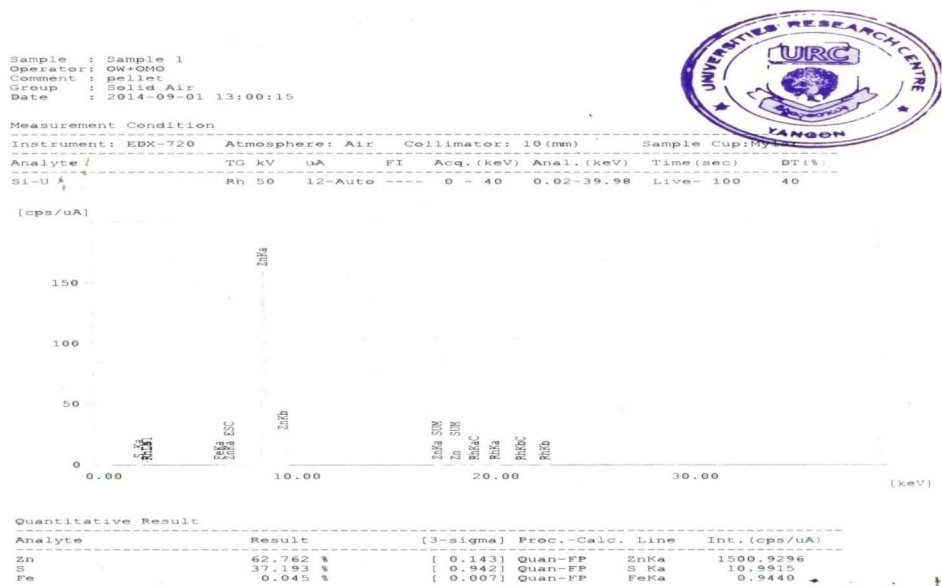 UNIVERSITIES' RESEARCH CENTRE
URC
YANGON
Sample : Sample 1
Operator: OW+OMO
Comment : pellet
Group : Solid Air
Date : 2014-09-01 13:00:15
Measurement Condition
Instrument: EDX-720 Atmosphere: Air Collimator: 10(mm) Sample Cup:Mylar
Analyte TG kV uA FI Acq.(keV) Anal.(keV) Time(sec) DT(%)
Si-U Rh 50 12-Auto ---- 0 - 40 0.02-39.98 Live- 100 40
[cps/uA]
ZnKa
150
100
50
ZnKb
S Ka
FeKa
ZnKa ESC
ZnKa SUM
Zn SUM
RhKaC
RhKa
RhKbC
RhKb
0
0.00 10.00 20.00 30.00
[keV]
Quantitative Result
Analyte Result [3-sigma] Proc.-Calc. Line Int.(cps/uA)
Zn 62.762 % [ 0.143] Quan-FP ZnKa 1500.9296
S 37.193 % [ 0.942] Quan-FP S Ka 10.9915
Fe 0.045 % [ 0.007] Quan-FP FeKa 0.9440